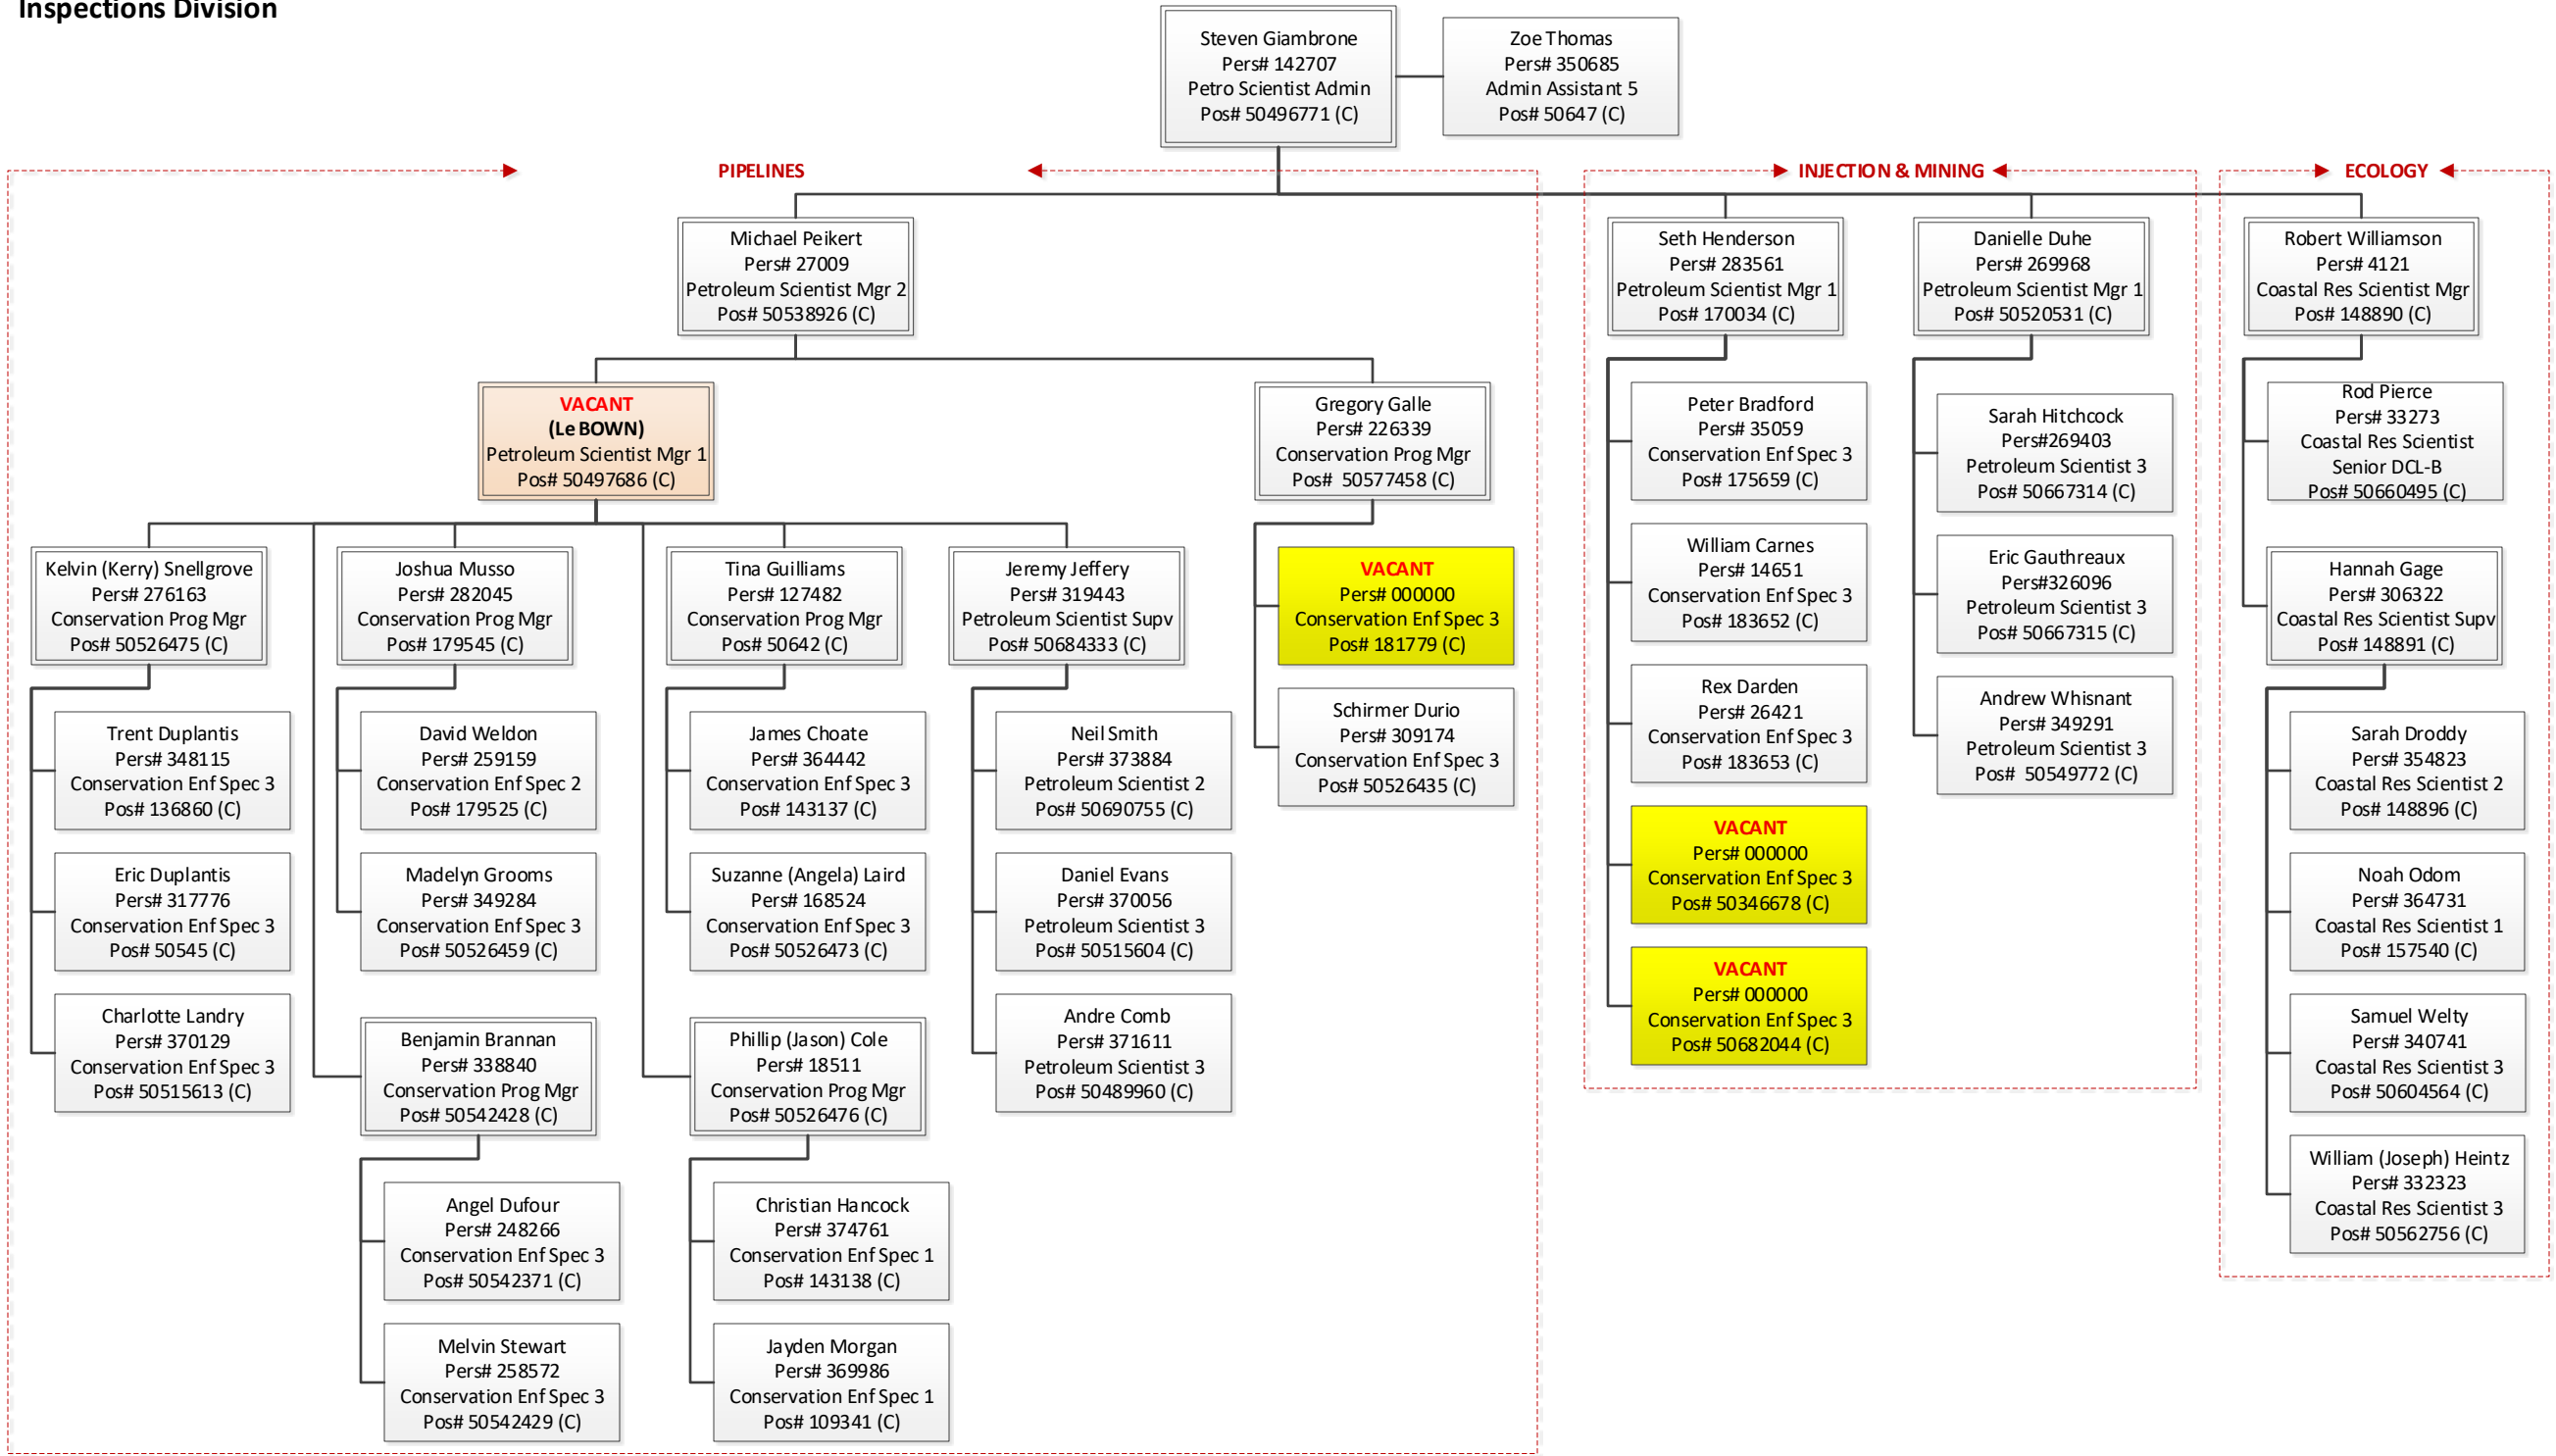 Inspections Division
Steven Giambrone
Pers# 142707
Petro Scientist Admin
Pos# 50496771 (C)
Zoe Thomas
Pers# 350685
Admin Assistant 5
Pos# 50647 (C)
PIPELINES
INJECTION & MINING
ECOLOGY
Michael Peikert
Pers# 27009
Petroleum Scientist Mgr 2
Pos# 50538926 (C)
Seth Henderson
Pers# 283561
Petroleum Scientist Mgr 1
Pos# 170034 (C)
Danielle Duhe
Pers# 269968
Petroleum Scientist Mgr 1
Pos# 50520531 (C)
Robert Williamson
Pers# 4121
Coastal Res Scientist Mgr
Pos# 148890 (C)
VACANT
(Le BOWN)
Petroleum Scientist Mgr 1
Pos# 50497686 (C)
Gregory Galle
Pers# 226339
Conservation Prog Mgr
Pos#  50577458 (C)
Kelvin (Kerry) Snellgrove
Pers# 276163
Conservation Prog Mgr
Pos# 50526475 (C)
Trent Duplantis
Pers# 348115
Conservation Enf Spec 3
Pos# 136860 (C)
Eric Duplantis
Pers# 317776
Conservation Enf Spec 3
Pos# 50545 (C)
Charlotte Landry
Pers# 370129
Conservation Enf Spec 3
Pos# 50515613 (C)
Joshua Musso
Pers# 282045
Conservation Prog Mgr
Pos# 179545 (C)
David Weldon
Pers# 259159
Conservation Enf Spec 2
Pos# 179525 (C)
Madelyn Grooms
Pers# 349284
Conservation Enf Spec 3
Pos# 50526459 (C)
Benjamin Brannan
Pers# 338840
Conservation Prog Mgr
Pos# 50542428 (C)
Angel Dufour
Pers# 248266
Conservation Enf Spec 3
Pos# 50542371 (C)
Melvin Stewart
Pers# 258572
Conservation Enf Spec 3
Pos# 50542429 (C)
Tina Guilliams
Pers# 127482
Conservation Prog Mgr
Pos# 50642 (C)
James Choate
Pers# 364442
Conservation Enf Spec 3
Pos# 143137 (C)
Suzanne (Angela) Laird
Pers# 168524
Conservation Enf Spec 3
Pos# 50526473 (C)
Phillip (Jason) Cole
Pers# 18511
Conservation Prog Mgr
Pos# 50526476 (C)
Christian Hancock
Pers# 374761
Conservation Enf Spec 1
Pos# 143138 (C)
Jayden Morgan
Pers# 369986
Conservation Enf Spec 1
Pos# 109341 (C)
Jeremy Jeffery
Pers# 319443
Petroleum Scientist Supv
Pos# 50684333 (C)
Neil Smith
Pers# 373884
Petroleum Scientist 2
Pos# 50690755 (C)
Daniel Evans
Pers# 370056
Petroleum Scientist 3
Pos# 50515604 (C)
Andre Comb
Pers# 371611
Petroleum Scientist 3
Pos# 50489960 (C)
VACANT
Pers# 000000
Conservation Enf Spec 3
Pos# 181779 (C)
Schirmer Durio
Pers# 309174
Conservation Enf Spec 3
Pos# 50526435 (C)
Peter Bradford
Pers# 35059
Conservation Enf Spec 3
Pos# 175659 (C)
William Carnes
Pers# 14651
Conservation Enf Spec 3
Pos# 183652 (C)
Rex Darden
Pers# 26421
Conservation Enf Spec 3
Pos# 183653 (C)
VACANT
Pers# 000000
Conservation Enf Spec 3
Pos# 50346678 (C)
VACANT
Pers# 000000
Conservation Enf Spec 3
Pos# 50682044 (C)
Sarah Hitchcock
Pers#269403
Petroleum Scientist 3
Pos# 50667314 (C)
Eric Gauthreaux
Pers#326096
Petroleum Scientist 3
Pos# 50667315 (C)
Andrew Whisnant
Pers# 349291
Petroleum Scientist 3
Pos#  50549772 (C)
Rod Pierce
Pers# 33273
Coastal Res Scientist
Senior DCL-B
Pos# 50660495 (C)
Hannah Gage
Pers# 306322
Coastal Res Scientist Supv
Pos# 148891 (C)
Sarah Droddy
Pers# 354823
Coastal Res Scientist 2
Pos# 148896 (C)
Noah Odom
Pers# 364731
Coastal Res Scientist 1
Pos# 157540 (C)
Samuel Welty
Pers# 340741
Coastal Res Scientist 3
Pos# 50604564 (C)
William (Joseph) Heintz
Pers# 332323
Coastal Res Scientist 3
Pos# 50562756 (C)